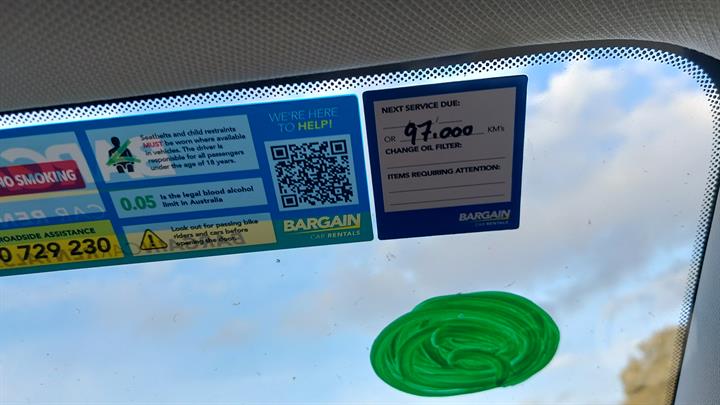 NO SMOKING
CAR RENTALS
ROADSIDE ASSISTANCE
0 729 230
Seatbelts and child restraints
MUST be worn where available
in vehicles. The driver is
responsible for all passengers
under the age of 18 years.
0.05 Is the legal blood alcohol
limit in Australia
Look out for passing bike
riders and cars before
opening the door.
WE'RE HERE
TO HELP!
BARGAIN
CAR RENTALS
NEXT SERVICE DUE:
/
OR 97.000 KM's
CHANGE OIL FILTER:
ITEMS REQUIRING ATTENTION:
BARGAIN
CAR RENTALS